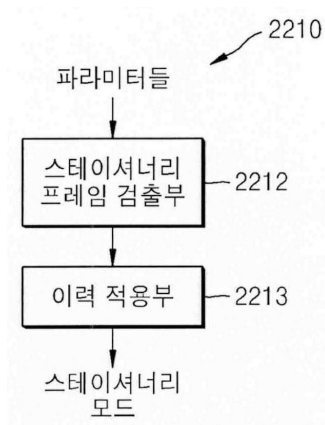 2210
파라미터들
스테이셔너리
프레임 검출부
2212
이력 적용부
2213
스테이셔너리
모드